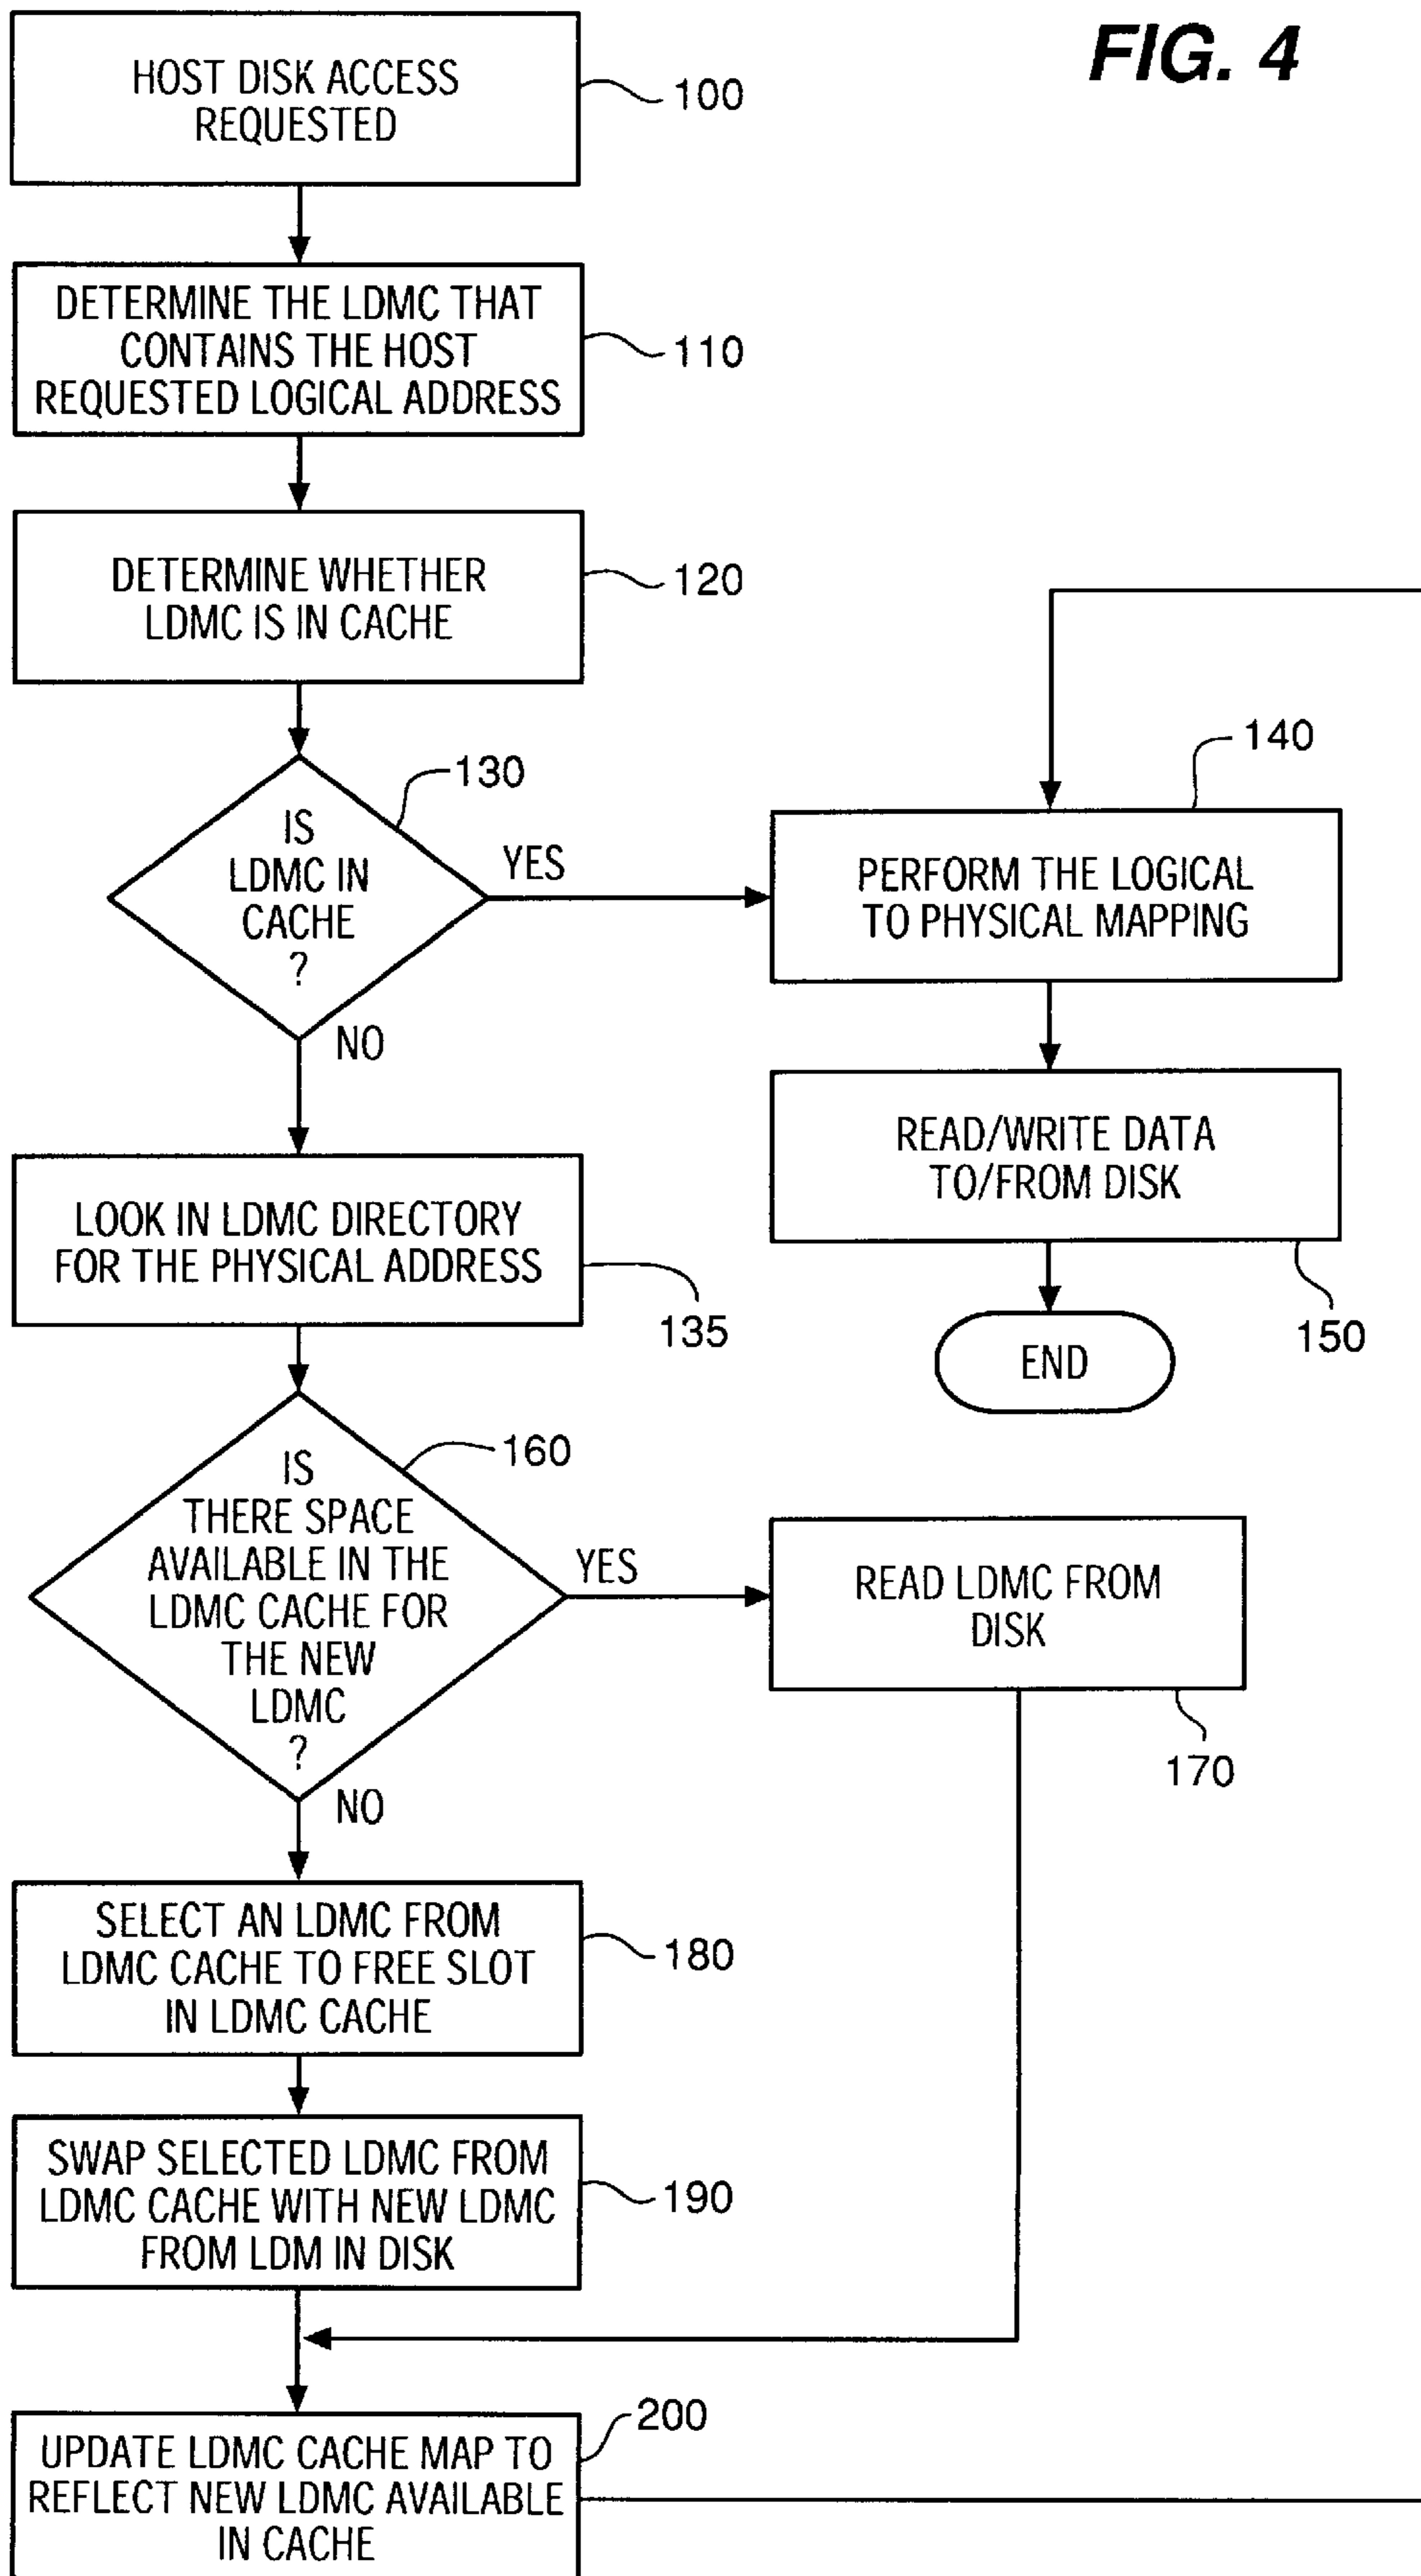 FIG. 4
HOST DISK ACCESS
REQUESTED
100
DETERMINE THE LDMC THAT
CONTAINS THE HOST
REQUESTED LOGICAL ADDRESS
110
DETERMINE WHETHER
LDMC IS IN CACHE
120
130
IS
LDMC IN
CACHE
?
YES
NO
140
PERFORM THE LOGICAL
TO PHYSICAL MAPPING
READ/WRITE DATA
TO/FROM DISK
150
END
LOOK IN LDMC DIRECTORY
FOR THE PHYSICAL ADDRESS
135
160
IS
THERE SPACE
AVAILABLE IN THE
LDMC CACHE FOR
THE NEW
LDMC
?
YES
NO
READ LDMC FROM
DISK
170
SELECT AN LDMC FROM
LDMC CACHE TO FREE SLOT
IN LDMC CACHE
180
SWAP SELECTED LDMC FROM
LDMC CACHE WITH NEW LDMC
FROM LDM IN DISK
190
200
UPDATE LDMC CACHE MAP TO
REFLECT NEW LDMC AVAILABLE
IN CACHE